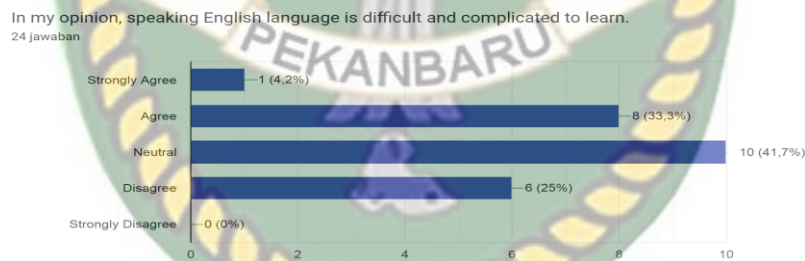 In my opinion, speaking English language is difficult and complicated to learn.
24 jawaban
PEKANBARU
Strongly Agree 1 (4,2%)
Agree 8 (33,3%)
Neutral 10 (41,7%)
Disagree 6 (25%)
Strongly Disagree 0 (0%)
0 2 4 6 8 10